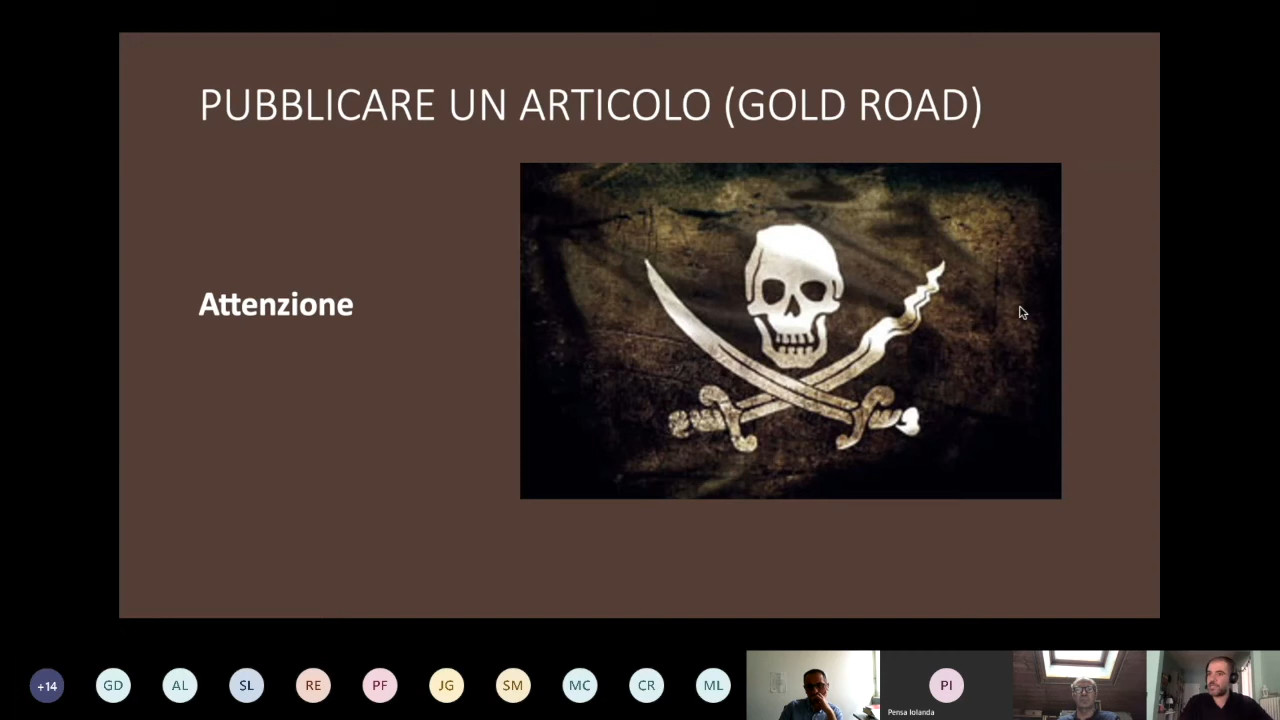 PUBBLICARE UN ARTICOLO (GOLD ROAD)
Attenzione
+14
GD
AL
SL
RE
PF
JG
SM
MC
CR
ML
PI
Pensa Iolanda